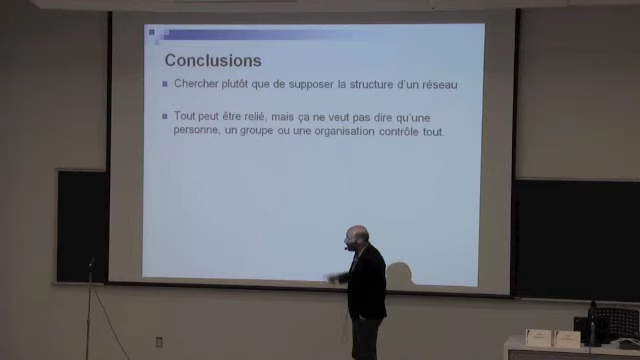 Conclusions
Chercher plutôt que de supposer la structure d'un réseau
Tout peut être relié, mais ça ne veut pas dire qu'une
personne, un groupe ou une organisation contrôle tout.